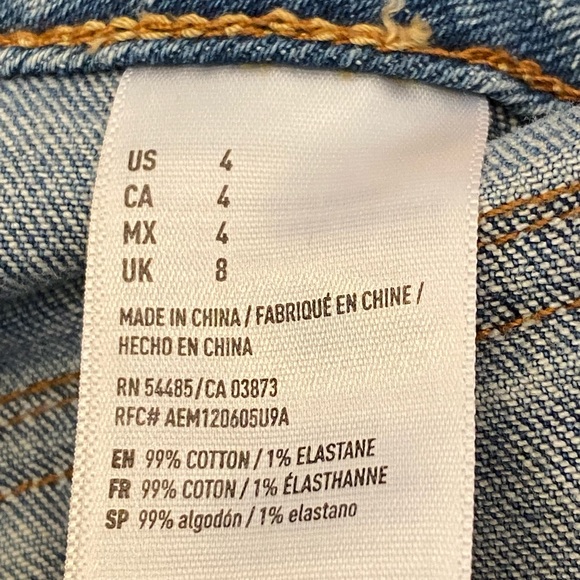 US 4
CA 4
MX 4
UK 8
MADE IN CHINA / FABRIQUÉ EN CHINE /
HECHO EN CHINA
RN 54485/CA 03873
RFC# AEM120605U9A
EN 99% COTTON / 1% ELASTANE
FR 99% COTON / 1% ÉLASTHANNE
SP 99% algodón / 1% elastano